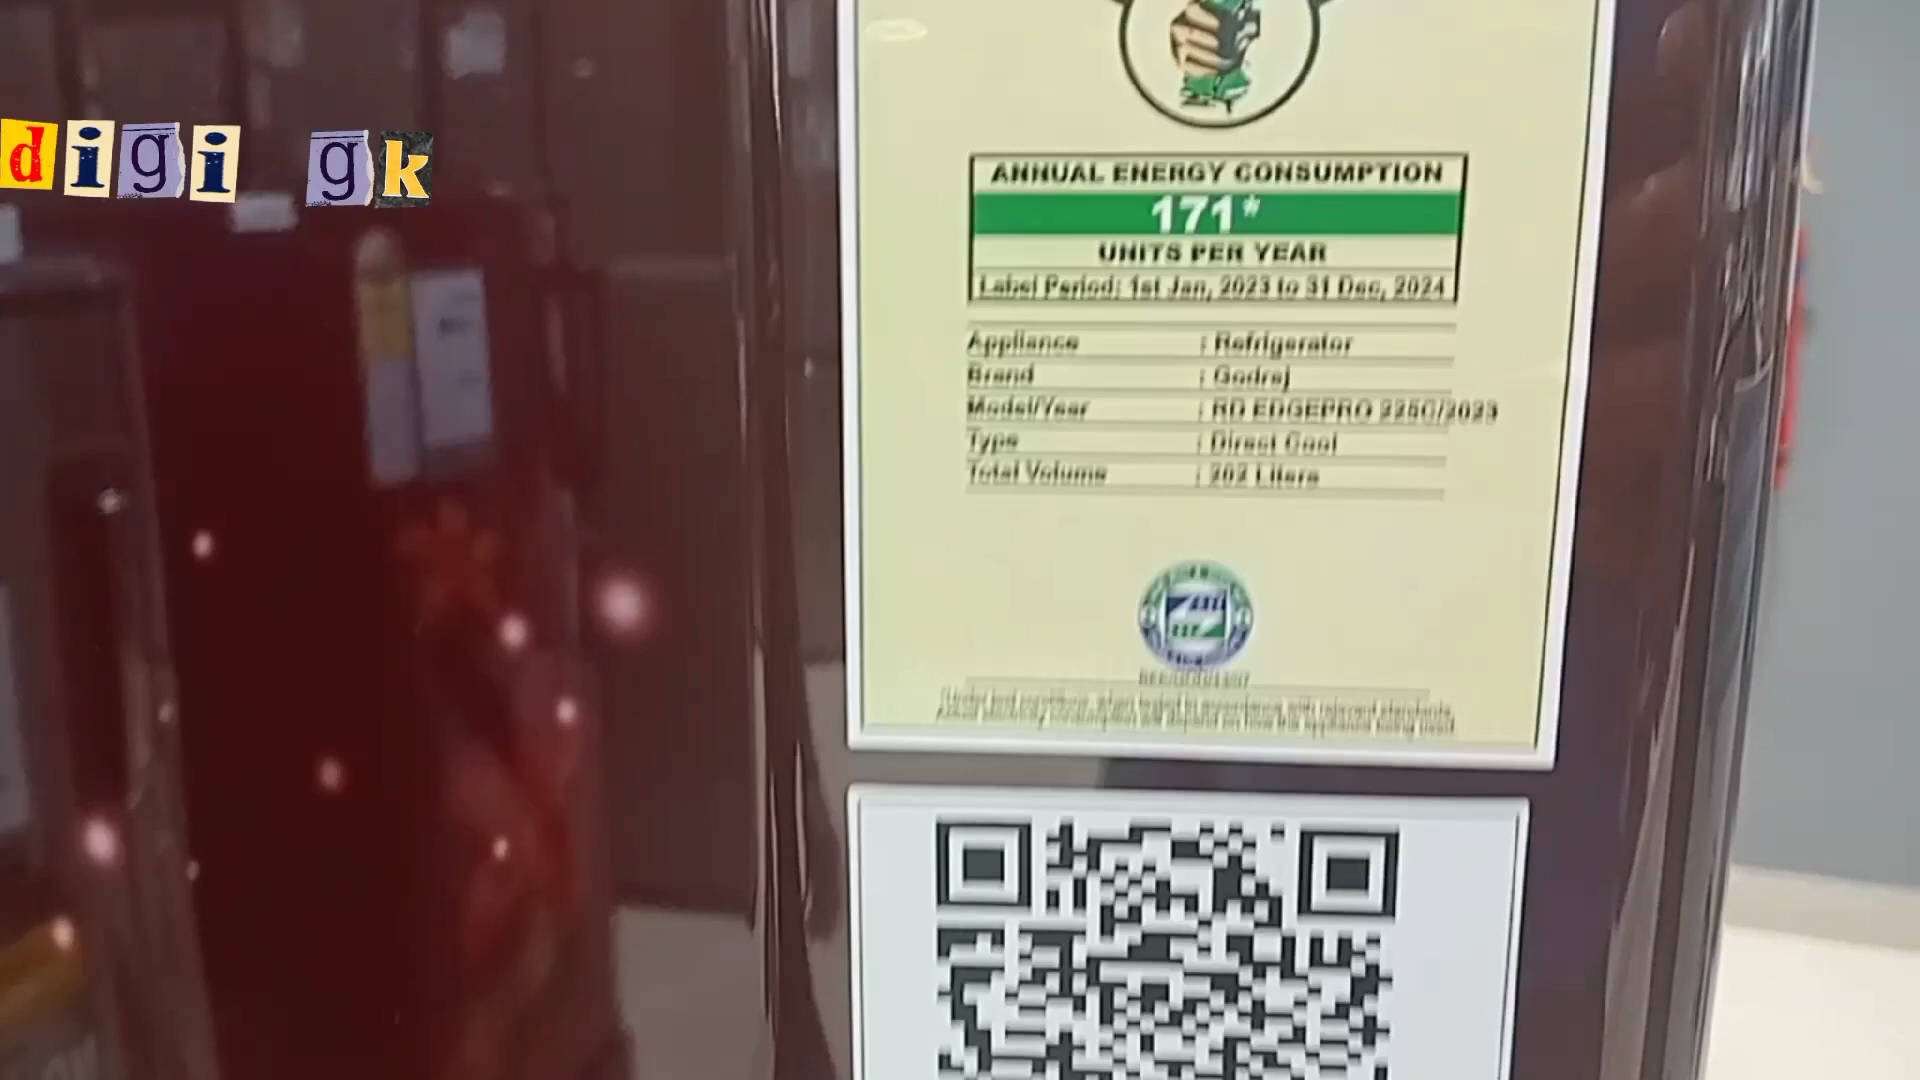 digi gk
ANNUAL ENERGY CONSUMPTION
171*
UNITS PER YEAR
Label Period: 1st Jan, 2023 to 31 Dec, 2024
Appliance : Refrigerator
Brand : Godrej
Model/Year : RD EDGEPRO 225C/2023
Type : Direct Cool
Total Volume : 202 Liters